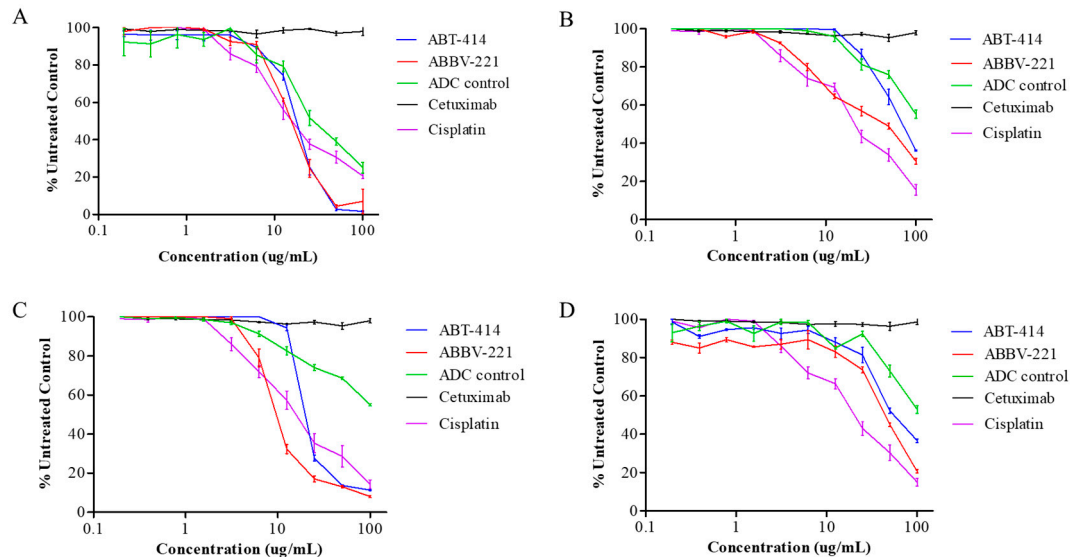 A
% Untreated Control
100
80
60
40
20
0
0.1
1
10
100
Concentration (ug/mL)
ABT-414
ABBV-221
ADC control
Cetuximab
Cisplatin
B
% Untreated Control
100
80
60
40
20
0
0.1
1
10
100
Concentration (ug/mL)
ABT-414
ABBV-221
ADC control
Cetuximab
Cisplatin
C
% Untreated Control
100
80
60
40
20
0
0.1
1
10
100
Concentration (ug/mL)
ABT-414
ABBV-221
ADC control
Cetuximab
Cisplatin
D
% Untreated Control
100
80
60
40
20
0
0.1
1
10
100
Concentration (ug/mL)
ABT-414
ABBV-221
ADC control
Cetuximab
Cisplatin